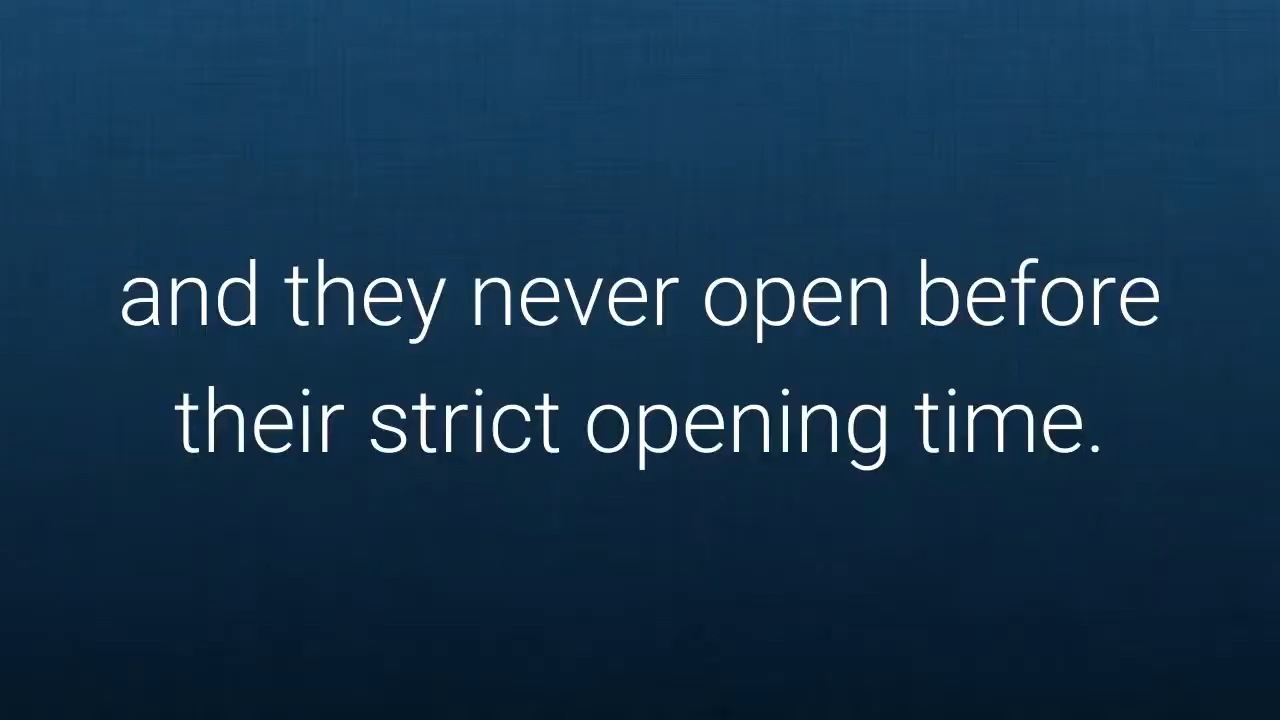 and they never open before
their strict opening time.